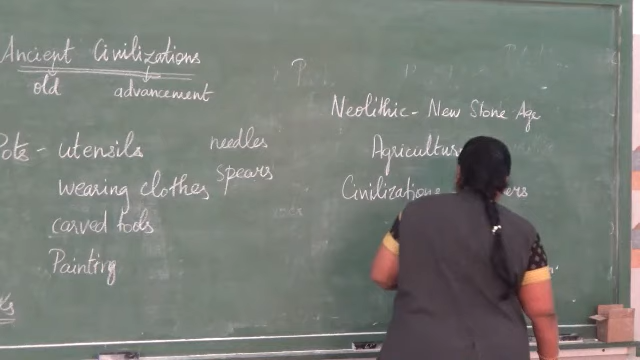 Ancient Civilizations
old advancement
Pots - utensils needles
wearing clothes spears
carved tools
Painting
Neolithic - New Stone Age
Agricultur
Civilizations